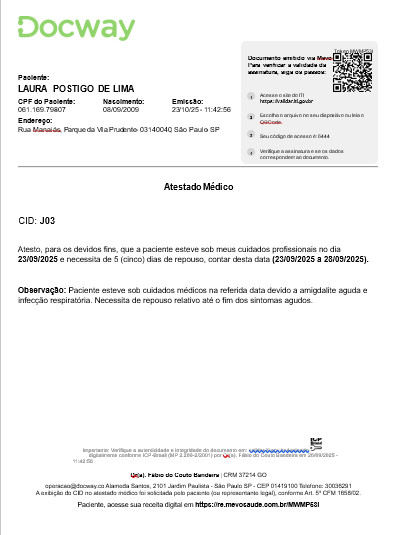 Docway
Token MWMP53I
Documento emitido via Mevo
Para verificar a validade da
assinatura, siga os passos:
1 Acesse o site do ITI
https://validar.iti.gov.br
2 Escolha o arquivo no seu dispositivo ou leia o
QRCode.
3 Seu código de acesso é: 6444
4 Verifique a assinatura e se os dados
correspondem ao documento.
Paciente:
LAURA POSTIGO DE LIMA
CPF do Paciente: Nascimento: Emissão:
061.169.79807 08/09/2009 23/10/25 - 11:42:56
Endereço:
Rua Manaiás, Parque da Vila Prudente- 03140040, São Paulo SP
Atestado Médico
CID: J03
Atesto, para os devidos fins, que a paciente esteve sob meus cuidados profissionais no dia
23/09/2025 e necessita de 5 (cinco) dias de repouso, contar desta data (23/09/2025 a 28/09/2025).
Observação: Paciente esteve sob cuidados médicos na referida data devido a amigdalite aguda e
infecção respiratória. Necessita de repouso relativo até o fim dos sintomas agudos.
Importante: Verifique a autenticidade e integridade do documento em:
digitalmente conforme ICP-Brasil (MP 2.200-2/2001) por (a). Fábio do Couto Bandeira em 23/09/2025 -
11:42:56
(a). Fábio do Couto Bandeira | CRM 37214 GO
operacao@docway.co Alameda Santos, 2101 Jardim Paulista - São Paulo SP - CEP 01419100 Telefone: 30036291
A exibição do CID no atestado médico foi solicitada pelo paciente (ou representante legal), conforme Art. 5º CFM 1658/02.
Paciente, acesse sua receita digital em https://re.mevosaude.com.br/MWMP53I